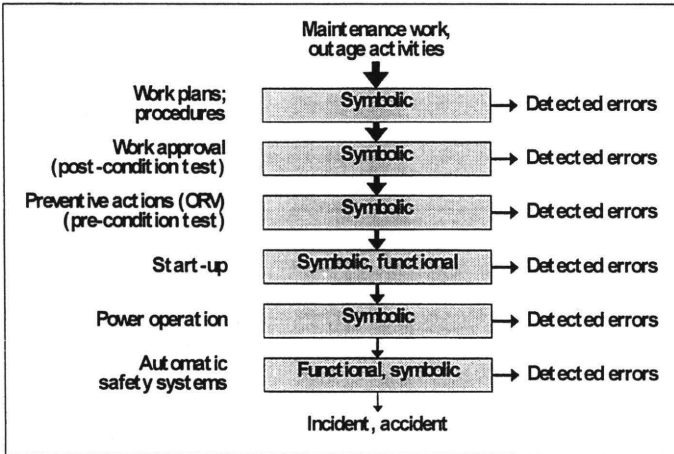 Maintenance work,
outage activities
Work plans;
procedures
Symbolic
Detected errors
Work approval
(post-condition test)
Symbolic
Detected errors
Preventive actions (ORV)
(pre-condition test)
Symbolic
Detected errors
Start-up
Symbolic, functional
Detected errors
Power operation
Symbolic
Detected errors
Automatic
safety systems
Functional, symbolic
Detected errors
Incident, accident